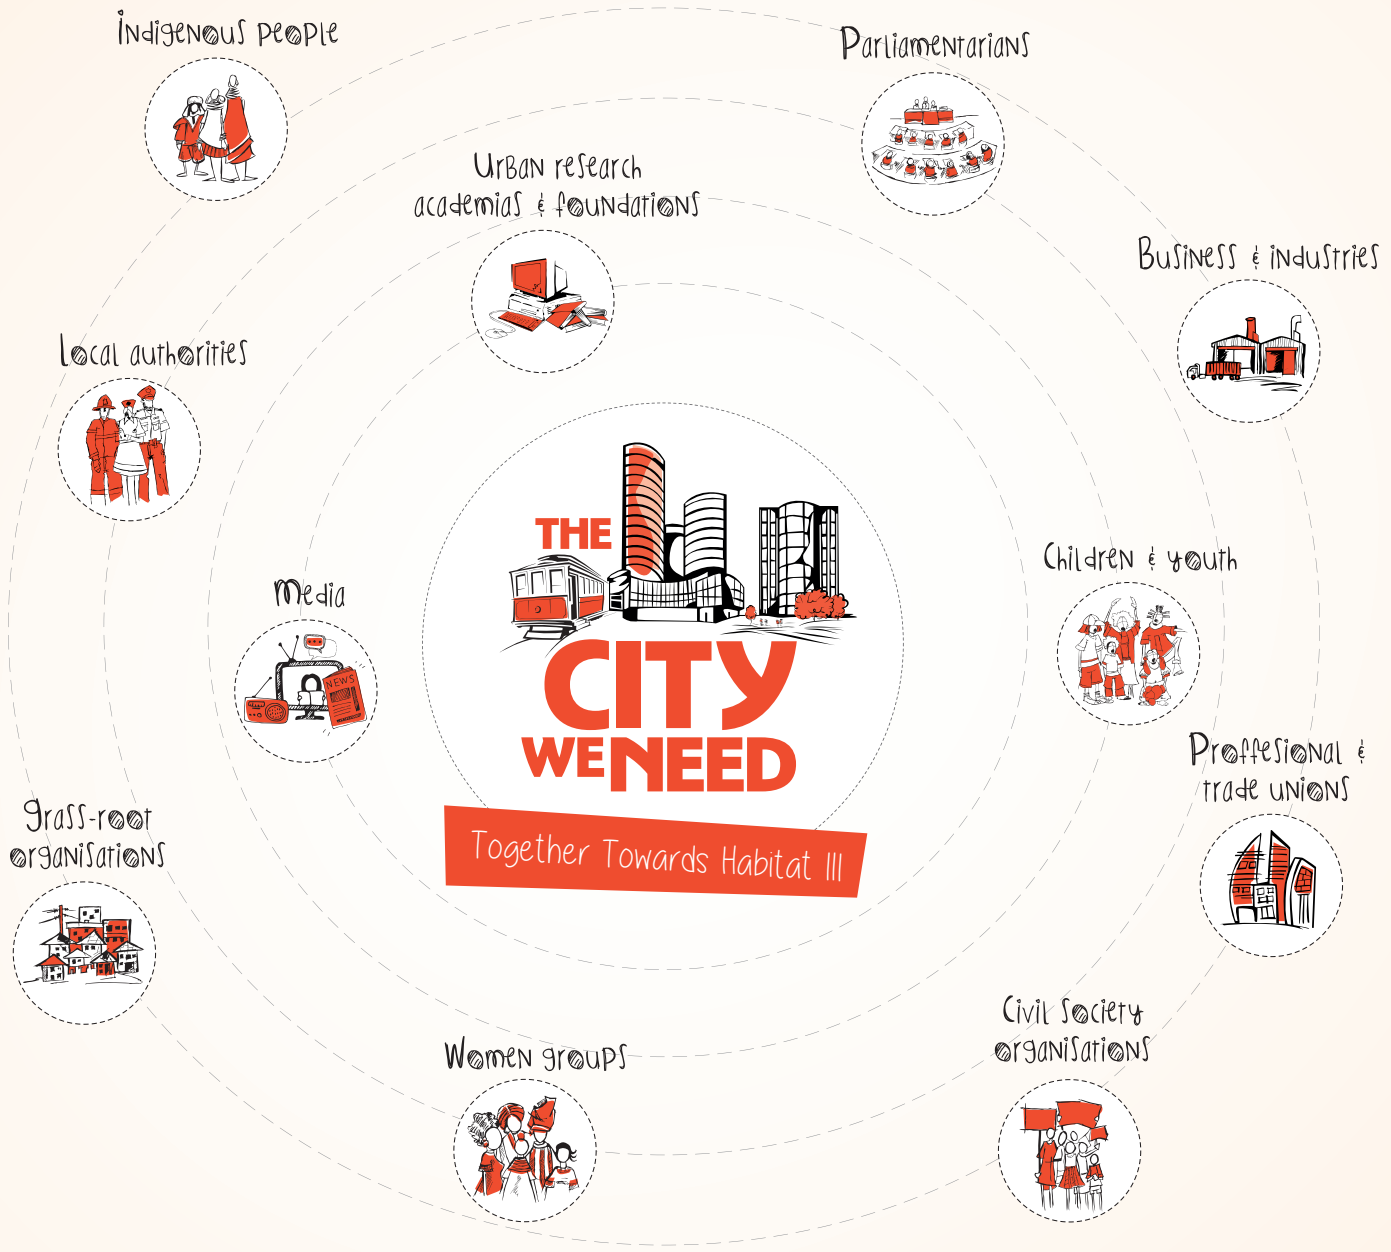 Indigenous people
Parliamentarians
Urban research
academias & foundations
Business & industries
Local authorities
THE
CITY
WE NEED
Together Towards Habitat III
Children & youth
Media
NEWS
Proffesional &
trade unions
Grass-root
organisations
Civil Society
organisations
Women groups